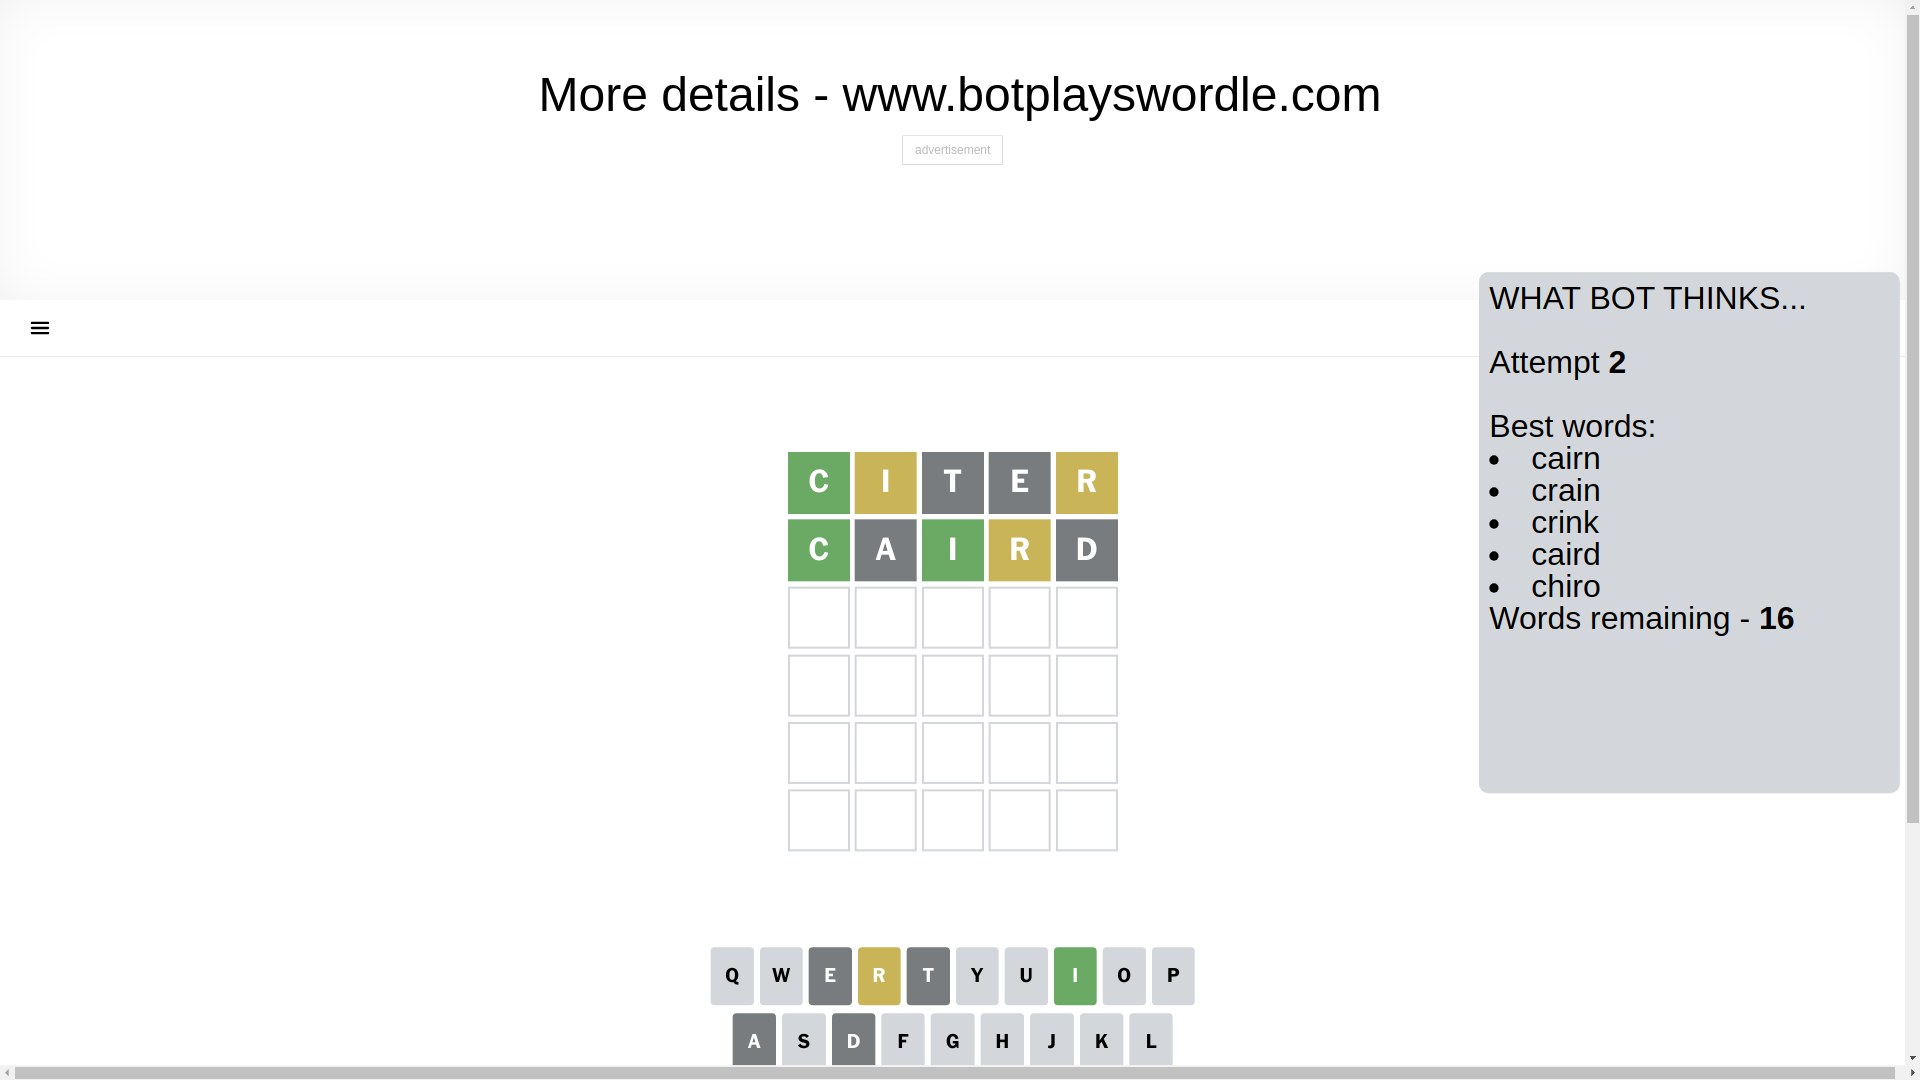 More details - www.botplayswordle.com
advertisement
WHAT BOT THINKS...
Attempt 2
Best words:
• cairn
• crain
• crink
• caird
• chiro
Words remaining - 16
C I T E R
C A I R D
Q W E R T Y U I O P
A S D F G H J K L